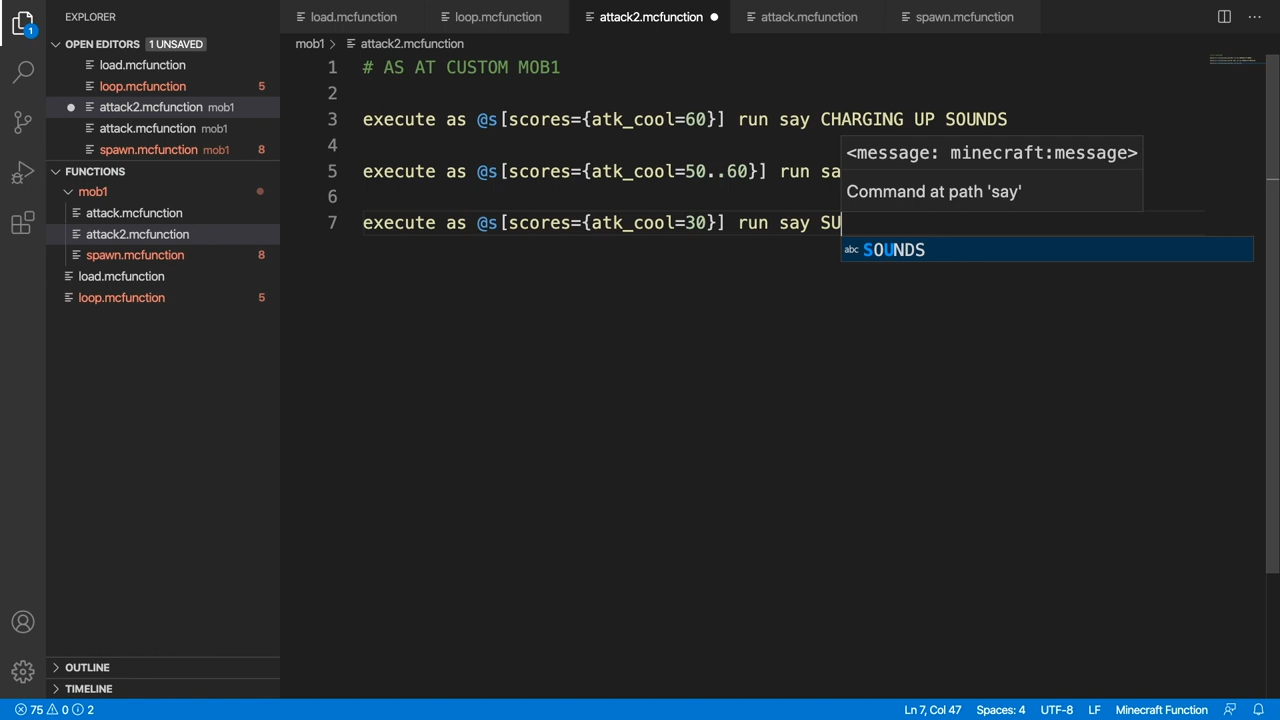 EXPLORER
load.mcfunction
loop.mcfunction
attack2.mcfunction
attack.mcfunction
spawn.mcfunction
OPEN EDITORS 1 UNSAVED
load.mcfunction
loop.mcfunction 5
attack2.mcfunction mob1
attack.mcfunction mob1
spawn.mcfunction mob1 8
FUNCTIONS
mob1
attack.mcfunction
attack2.mcfunction
spawn.mcfunction 8
load.mcfunction
loop.mcfunction 5
OUTLINE
TIMELINE
1
mob1 > attack2.mcfunction
1 # AS AT CUSTOM MOB1
2
3 execute as @s[scores={atk_cool=60}] run say CHARGING UP SOUNDS
4
5 execute as @s[scores={atk_cool=50..60}] run sa
6
7 execute as @s[scores={atk_cool=30}] run say SU
<message: minecraft:message>
Command at path 'say'
abc SOUNDS
75 0 2
Ln 7, Col 47
Spaces: 4
UTF-8
LF
Minecraft Function